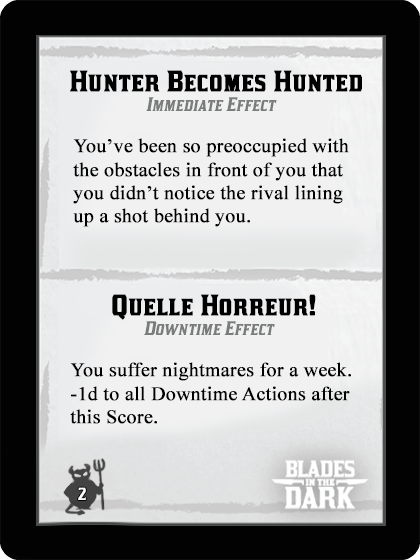 Hunter Becomes Hunted
Immediate Effect
You've been so preoccupied with
the obstacles in front of you that
you didn't notice the rival lining
up a shot behind you.
Quelle Horreur!
Downtime Effect
You suffer nightmares for a week.
-1d to all Downtime Actions after
this Score.
2
BLADES
IN THE
DARK